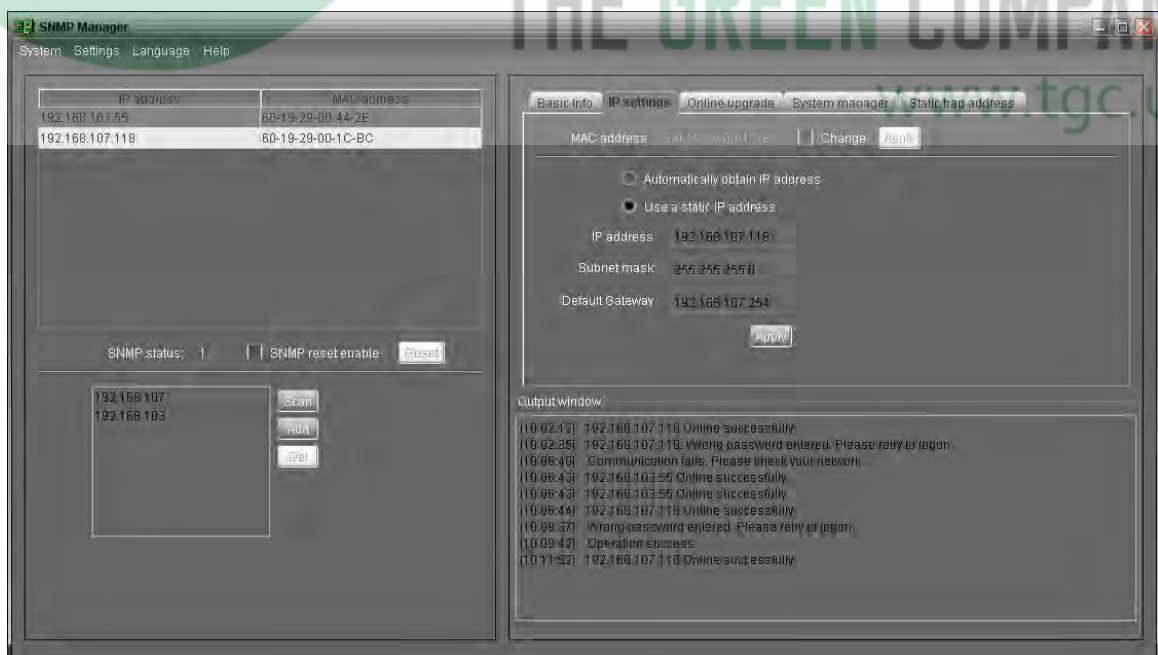 THE GREEN COMPA
www.tgc.u
SNMP Manager
System Settings Language Help
IP address MAC address
192.168.103.55 60-19-29-00-44-2E
192.168.107.118 60-19-29-00-1C-BC
SNMP status: 1 SNMP reset enable Reset
192.168.107
192.168.103
Scan
Add
Del
Basic Info IP settings Online upgrade System manager Static trap address
MAC address Change Apply
Automatically obtain IP address
Use a static IP address
IP address 192.168.107.118
Subnet mask 255.255.255.0
Default Gateway 192.168.107.254
Apply
Output window
[10:02:12] 192.168.107.118 Online successfully.
[10:02:35] 192.168.107.118: Wrong password entered. Please retry to logon.
[10:06:40] Communication fails. Please check your network.
[10:06:43] 192.168.103.55 Online successfully.
[10:06:43] 192.168.103.55 Online successfully.
[10:06:44] 192.168.107.118 Online successfully.
[10:09:37] Wrong password entered. Please retry to logon.
[10:09:42] Operation success.
[10:11:52] 192.168.107.118 Online successfully.